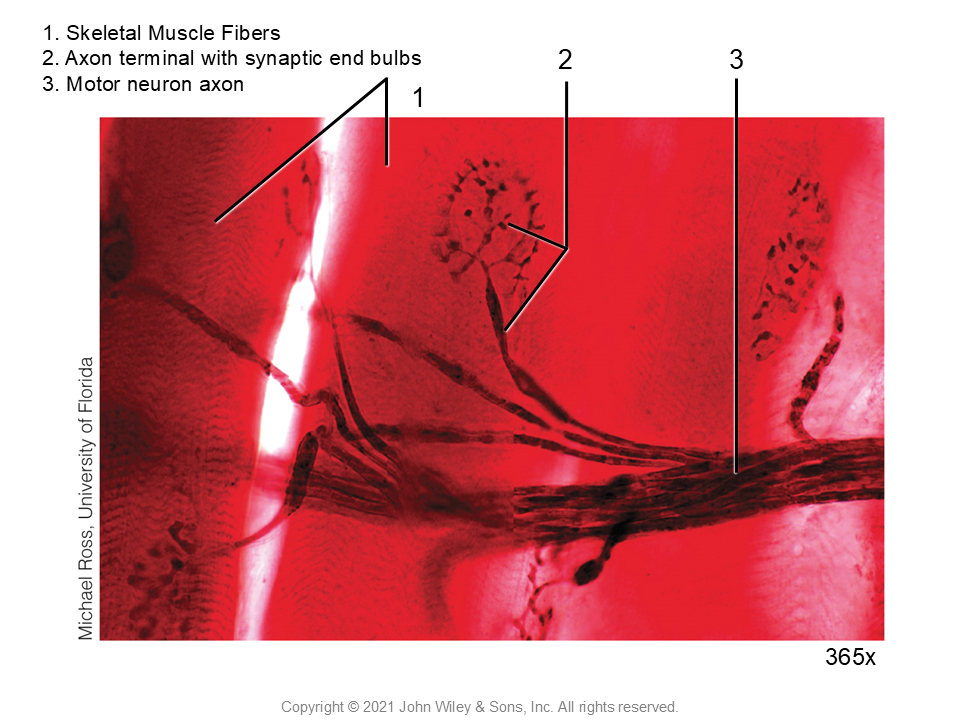 1. Skeletal Muscle Fibers
2. Axon terminal with synaptic end bulbs
3. Motor neuron axon
1
2
3
Michael Ross, University of Florida
365x
Copyright © 2021 John Wiley & Sons, Inc. All rights reserved.